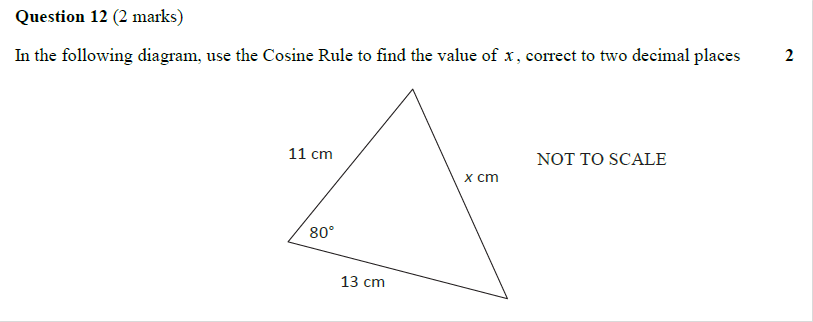 Question 12 (2 marks)
In the following diagram, use the Cosine Rule to find the value of x, correct to two decimal places 2
11 cm
NOT TO SCALE
x cm
80°
13 cm